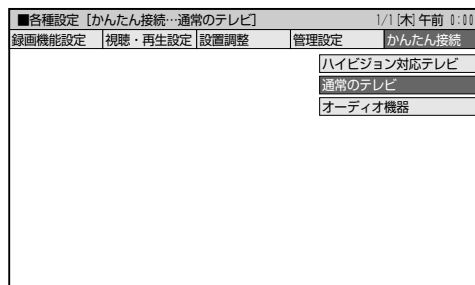 ■各種設定[かんたん接続…通常のテレビ] 1/1[木]午前 0:00
録画機能設定 視聴・再生設定 設置調整 管理設定 かんたん接続
ハイビジョン対応テレビ
通常のテレビ
オーディオ機器